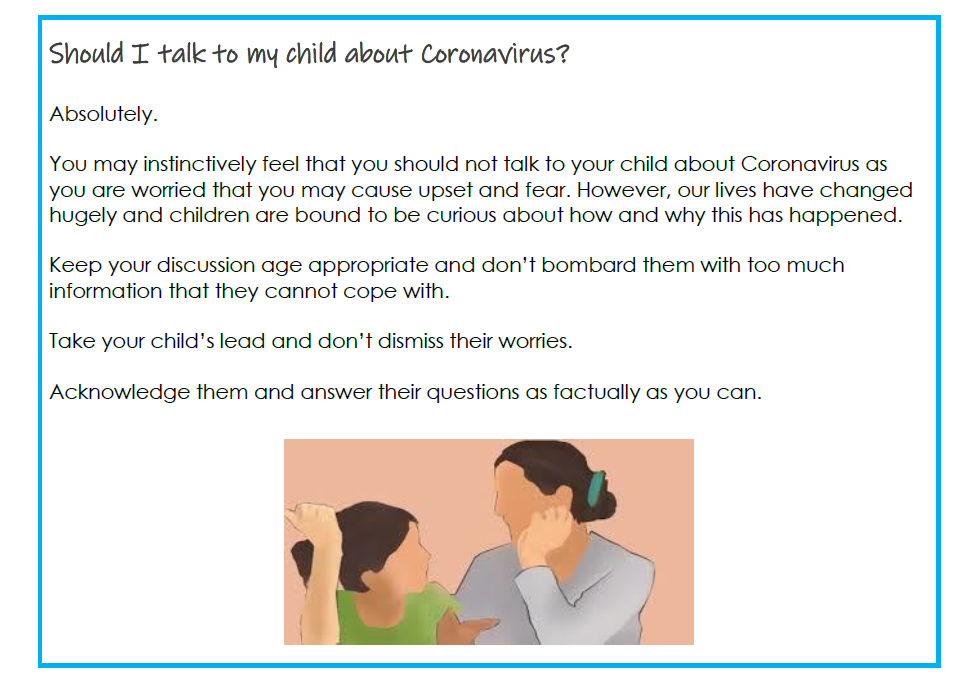 Should I talk to my child about Coronavirus?
Absolutely.
You may instinctively feel that you should not talk to your child about Coronavirus as
you are worried that you may cause upset and fear. However, our lives have changed
hugely and children are bound to be curious about how and why this has happened.
Keep your discussion age appropriate and don’t bombard them with too much
information that they cannot cope with.
Take your child’s lead and don’t dismiss their worries.
Acknowledge them and answer their questions as factually as you can.